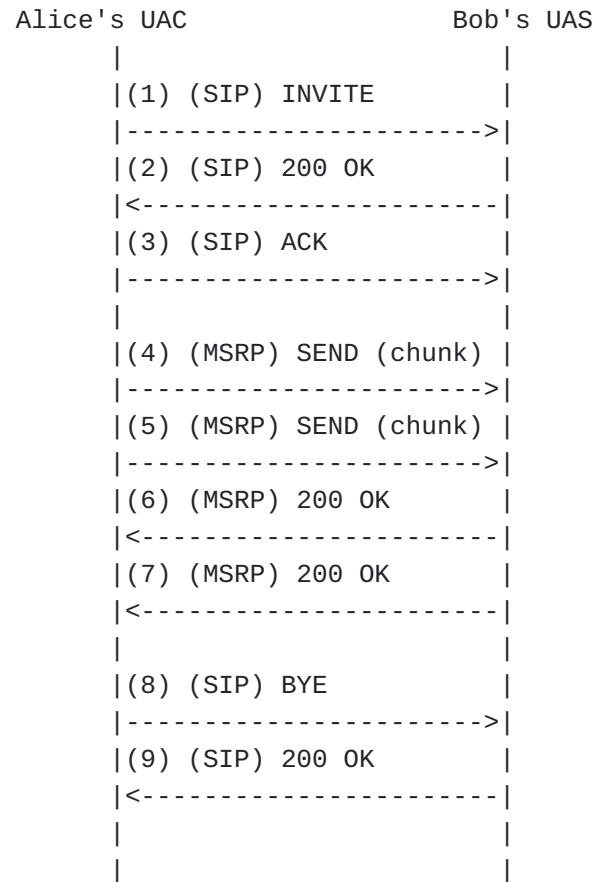 Alice's UAC                 Bob's UAS
      |                        |
      |(1) (SIP) INVITE        |
      |----------------------->|
      |(2) (SIP) 200 OK        |
      |<-----------------------|
      |(3) (SIP) ACK           |
      |----------------------->|
      |                        |
      |(4) (MSRP) SEND (chunk) |
      |----------------------->|
      |(5) (MSRP) SEND (chunk) |
      |----------------------->|
      |(6) (MSRP) 200 OK       |
      |<-----------------------|
      |(7) (MSRP) 200 OK       |
      |<-----------------------|
      |                        |
      |(8) (SIP) BYE           |
      |----------------------->|
      |(9) (SIP) 200 OK        |
      |<-----------------------|
      |                        |
      |                        |